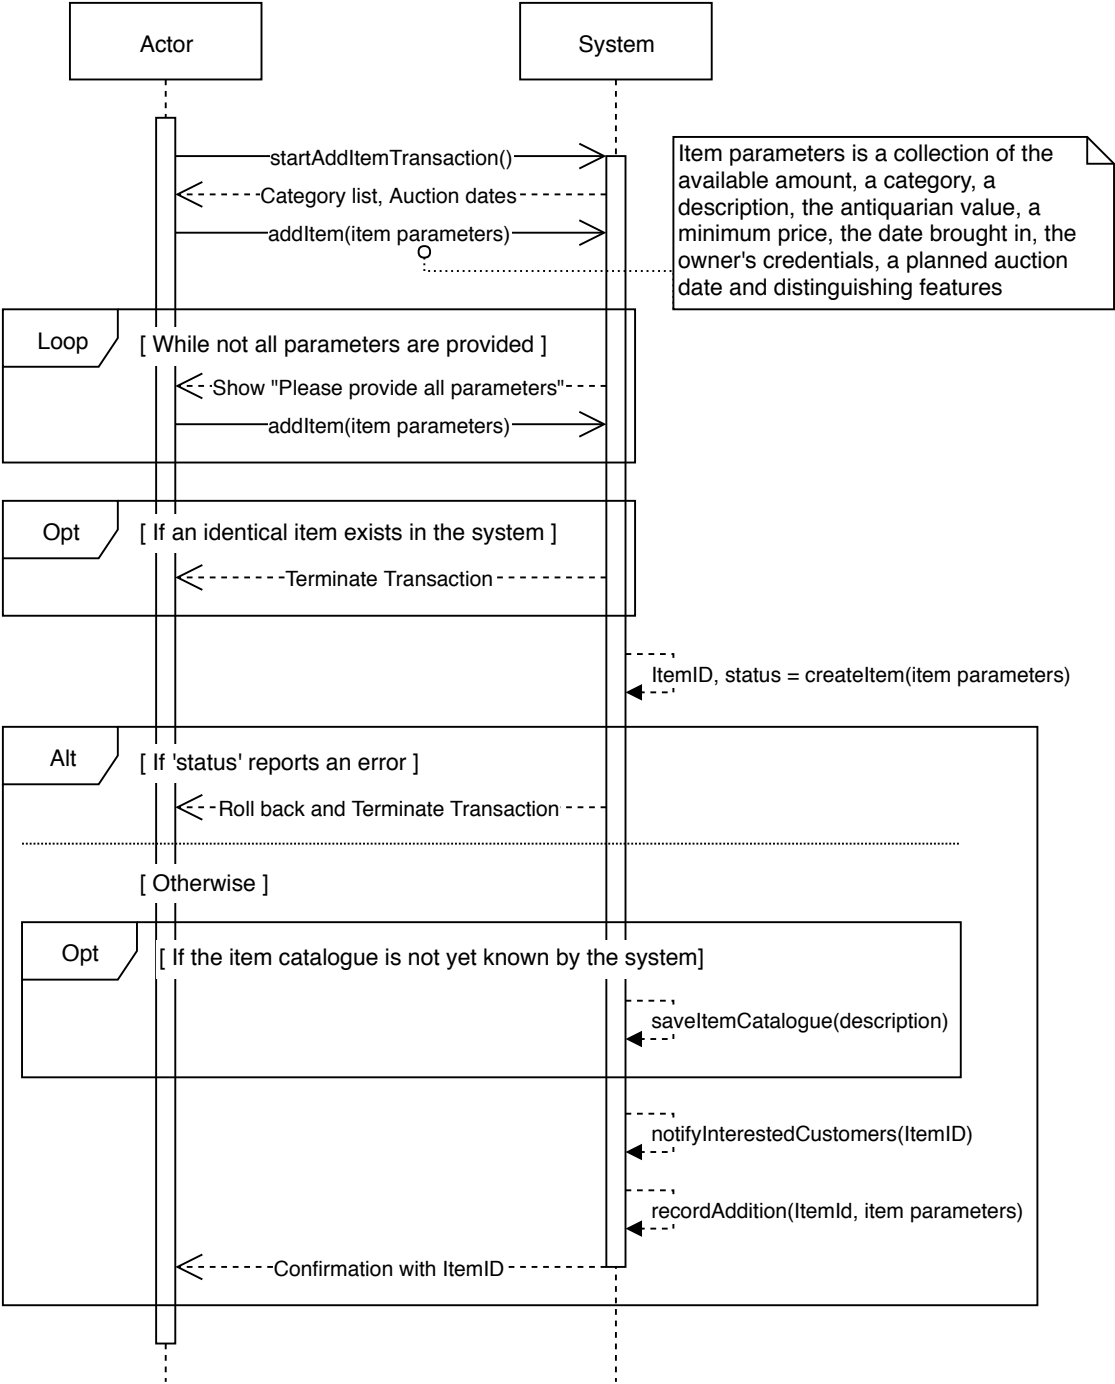 Actor
System
startAddItemTransaction()
Category list, Auction dates
addItem(item parameters)
Item parameters is a collection of the
available amount, a category, a
description, the antiquarian value, a
minimum price, the date brought in, the
owner's credentials, a planned auction
date and distinguishing features
Loop
[ While not all parameters are provided ]
Show "Please provide all parameters"
addItem(item parameters)
Opt
[ If an identical item exists in the system ]
Terminate Transaction
ItemID, status = createItem(item parameters)
Alt
[ If 'status' reports an error ]
Roll back and Terminate Transaction
[ Otherwise ]
Opt
[ If the item catalogue is not yet known by the system]
saveItemCatalogue(description)
notifyInterestedCustomers(ItemID)
recordAddition(ItemId, item parameters)
Confirmation with ItemID